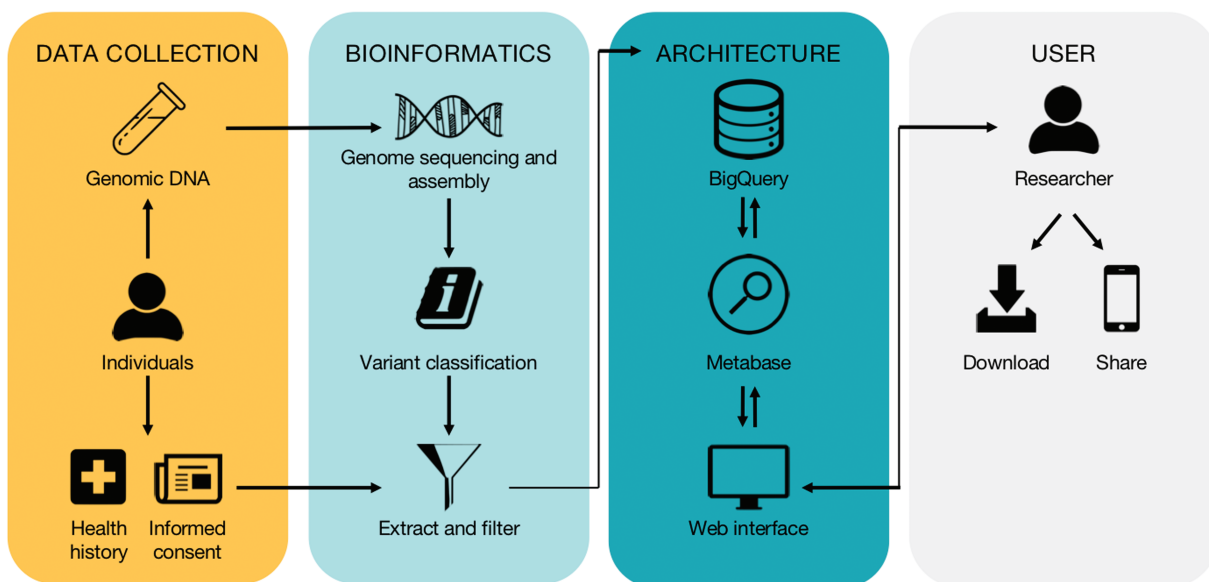 DATA COLLECTION
Genomic DNA
Individuals
Health
history
Informed
consent
BIOINFORMATICS
Genome sequencing and
assembly
Variant classification
Extract and filter
ARCHITECTURE
BigQuery
Metabase
Web interface
USER
Researcher
Download
Share